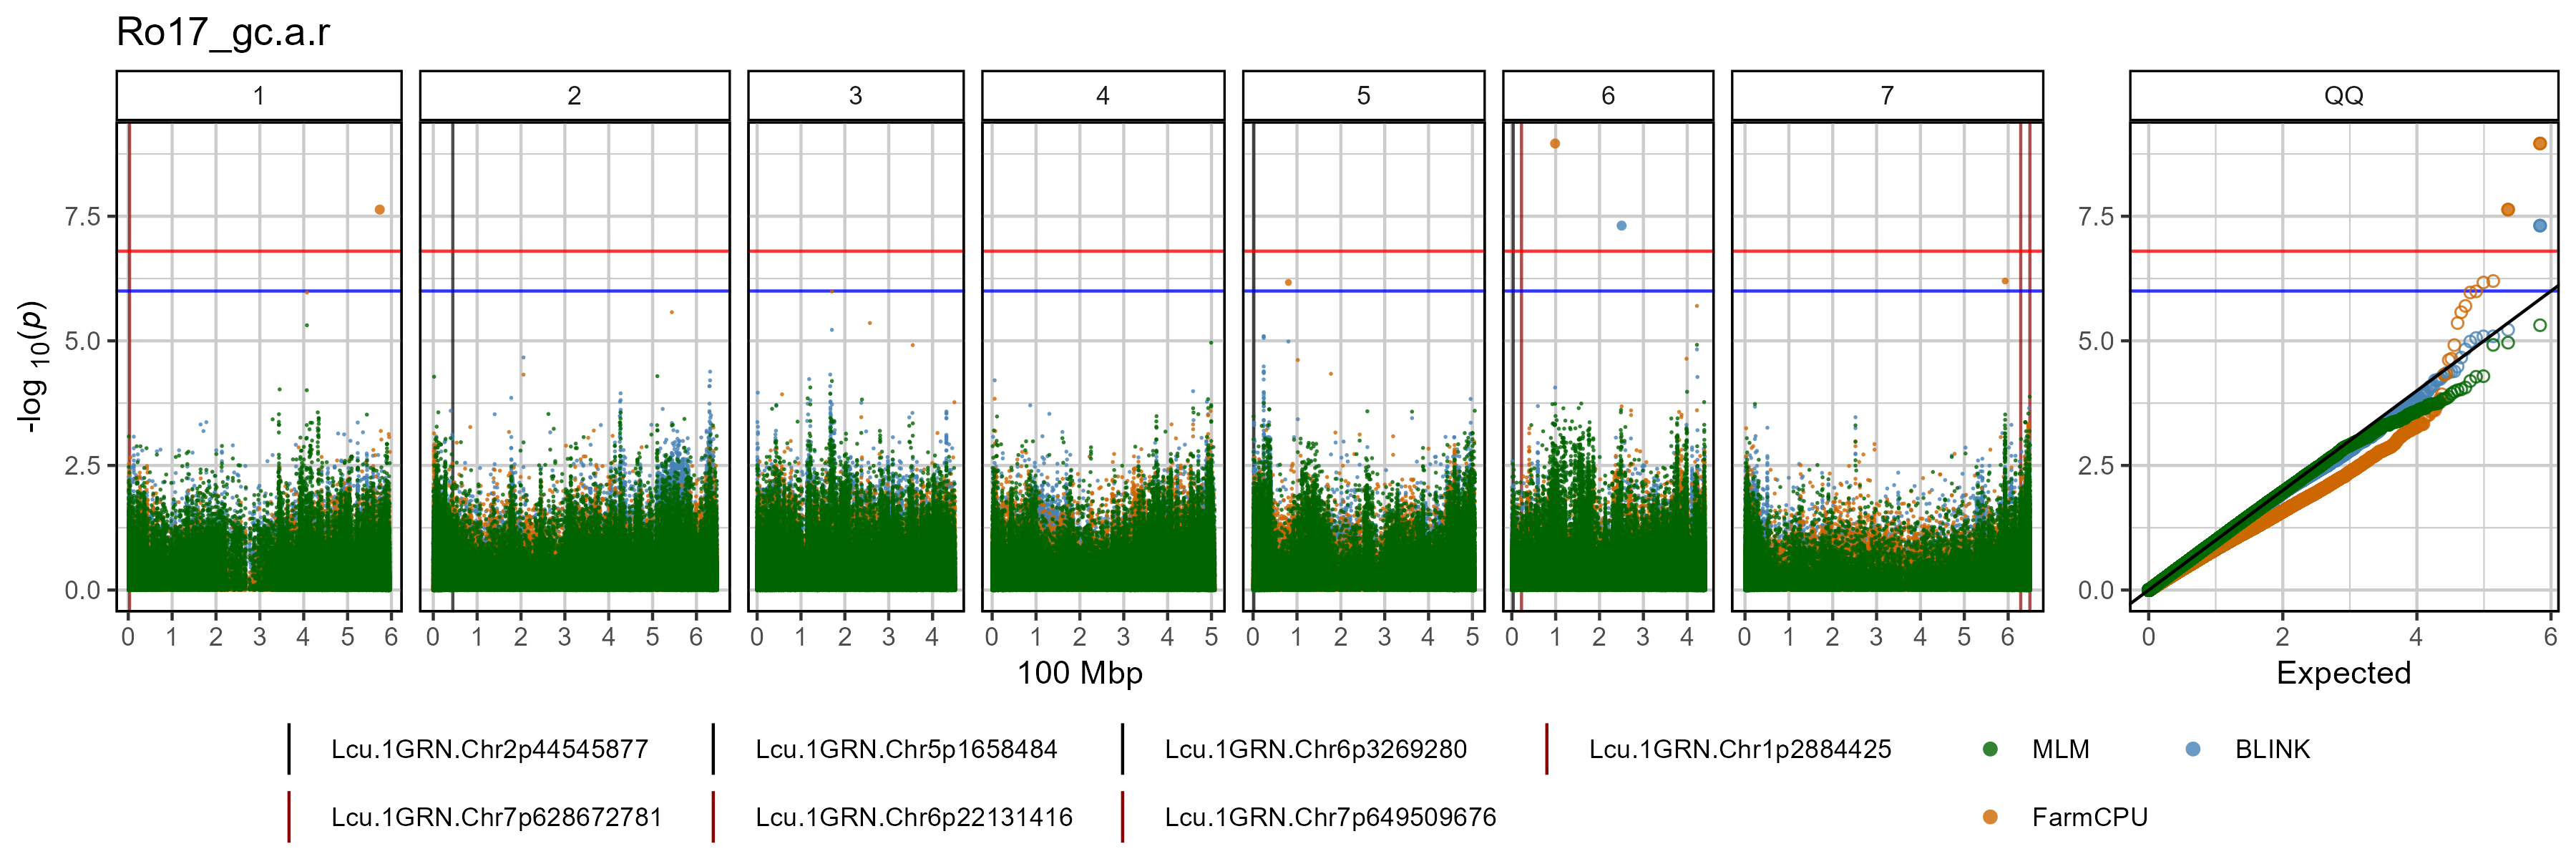 Ro17_gc.a.r
1 2 3 4 5 6 7 QQ
7.5 7.5
5.0 5.0
2.5 2.5
0.0 0.0
-log 10(p)
0 1 2 3 4 5 6 0 1 2 3 4 5 6 0 1 2 3 4 0 1 2 3 4 5 0 1 2 3 4 5 0 1 2 3 4 0 1 2 3 4 5 6 0 2 4 6
100 Mbp Expected
Lcu.1GRN.Chr2p44545877 Lcu.1GRN.Chr5p1658484 Lcu.1GRN.Chr6p3269280 Lcu.1GRN.Chr1p2884425 MLM BLINK
Lcu.1GRN.Chr7p628672781 Lcu.1GRN.Chr6p22131416 Lcu.1GRN.Chr7p649509676 FarmCPU